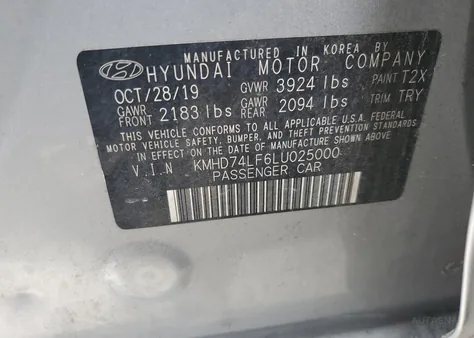 MANUFACTURED IN KOREA BY
HYUNDAI MOTOR COMPANY
OCT/28/19 GVWR 3924 lbs PAINT T2X
GAWR FRONT 2183 lbs GAWR REAR 2094 lbs TRIM TRY
THIS VEHICLE CONFORMS TO ALL APPLICABLE FEDERAL
MOTOR VEHICLE SAFETY, BUMPER, AND THEFT PREVENTION
STANDARDS IN EFFECT ON THE DATE OF MANUFACTURE SHOWN ABOVE.
V.I.N KMHD74LF6LU025000
PASSENGER CAR